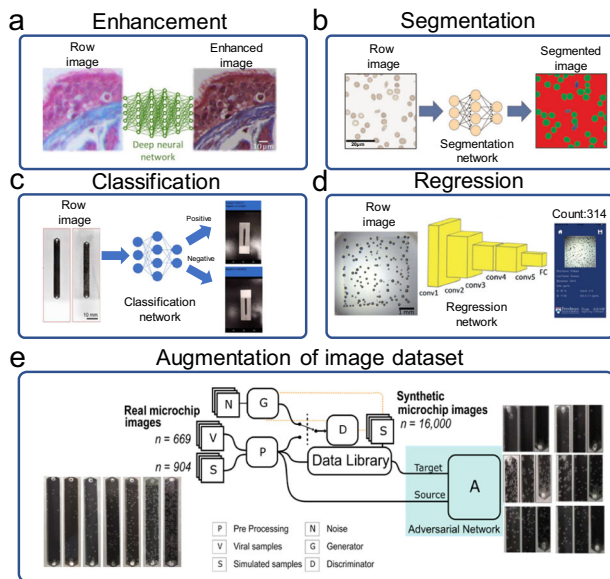 a Enhancement
Row
image
Enhanced
image
Deep neural
network
10µm
b Segmentation
Row
image
Segmented
image
20µm
Segmentation
network
c Classification
Row
image
Positive
Negative
10 mm
Classification
network
d Regression
Row image
Count:314
conv1
conv2
conv3
conv4
conv5
FC
1 mm
Regression
network
e Augmentation of image dataset
Real microchip
images
n = 669
n = 904
N
G
V
S
P
D
S
Data Library
Synthetic
microchip images
n = 16,000
Target
Source
A
Adversarial Network
P Pre Processing
N Noise
V Viral samples
G Generator
S Simulated samples
D Discriminator